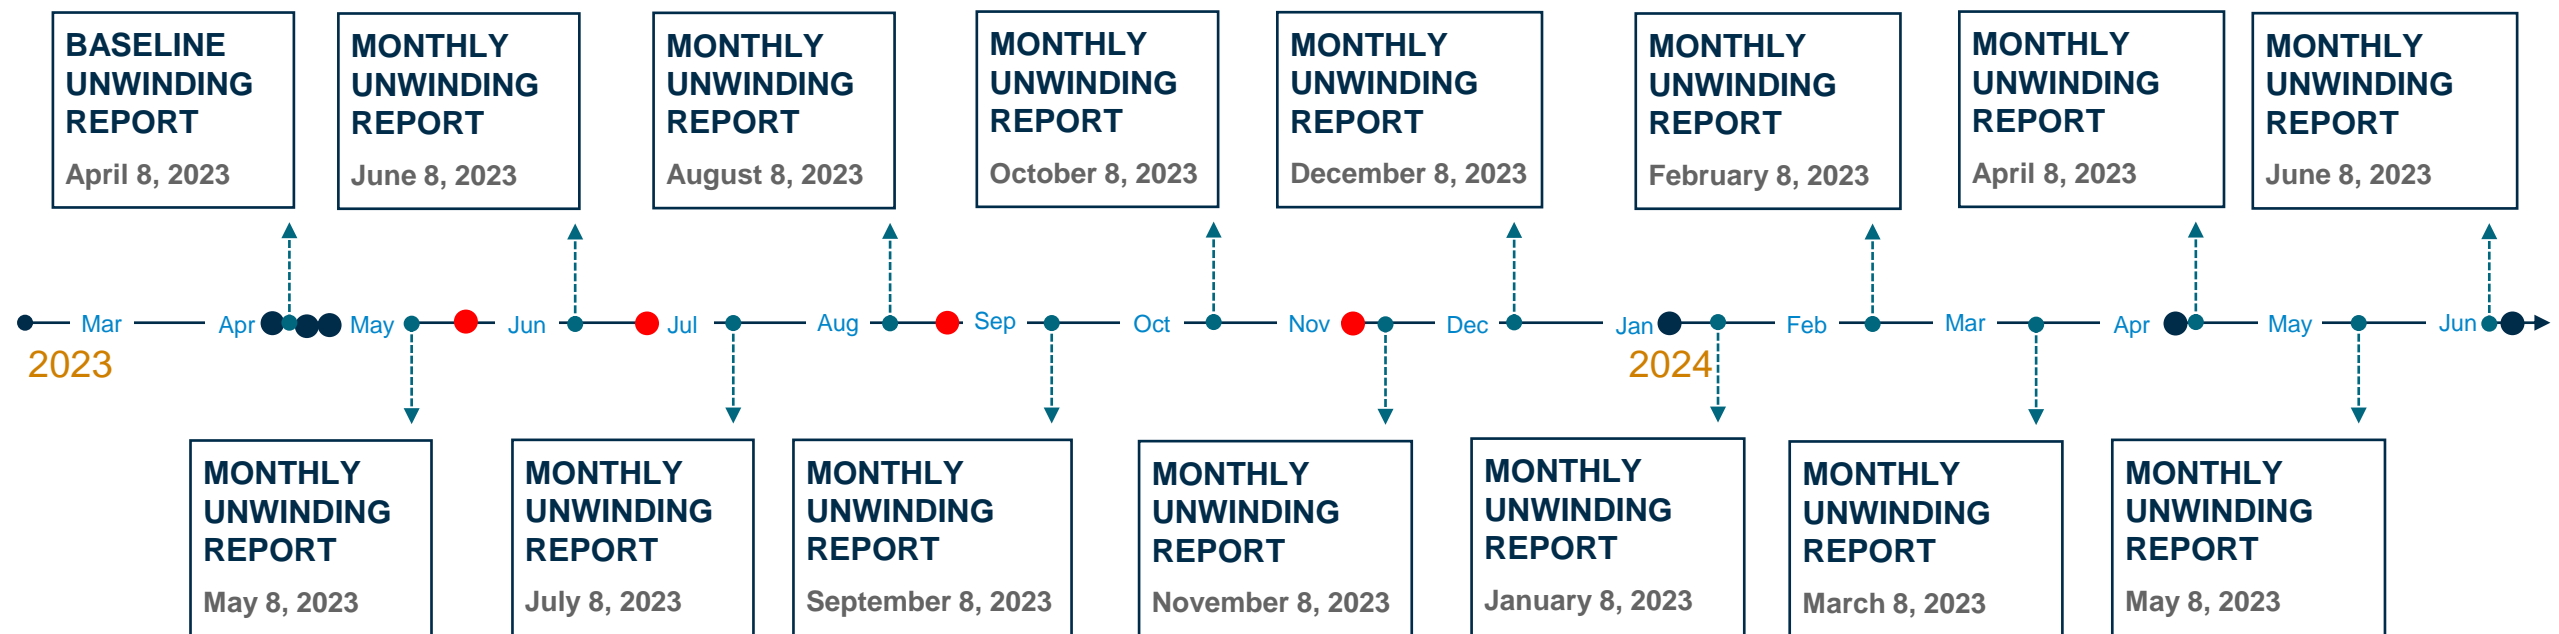 BASELINE
UNWINDING
REPORT
April 8, 2023
MONTHLY
UNWINDING
REPORT
June 8, 2023
MONTHLY
UNWINDING
REPORT
August 8, 2023
MONTHLY
UNWINDING
REPORT
October 8, 2023
MONTHLY
UNWINDING
REPORT
December 8, 2023
MONTHLY
UNWINDING
REPORT
February 8, 2023
MONTHLY
UNWINDING
REPORT
April 8, 2023
MONTHLY
UNWINDING
REPORT
June 8, 2023
Mar Apr May Jun Jul Aug Sep Oct Nov Dec Jan Feb Mar Apr May Jun
2023 2024
MONTHLY
UNWINDING
REPORT
May 8, 2023
MONTHLY
UNWINDING
REPORT
July 8, 2023
MONTHLY
UNWINDING
REPORT
September 8, 2023
MONTHLY
UNWINDING
REPORT
November 8, 2023
MONTHLY
UNWINDING
REPORT
January 8, 2023
MONTHLY
UNWINDING
REPORT
March 8, 2023
MONTHLY
UNWINDING
REPORT
May 8, 2023